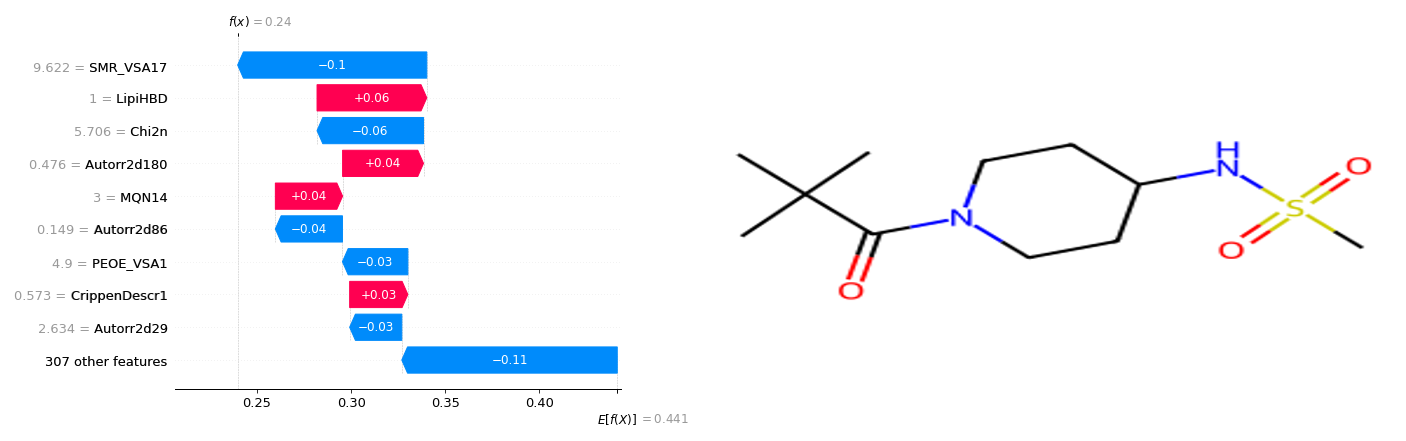 f(x) = 0.24
9.622 = SMR_VSA17
−0.1
1 = LipiHBD
+0.06
5.706 = Chi2n
−0.06
0.476 = Autorr2d180
+0.04
3 = MQN14
+0.04
0.149 = Autorr2d86
−0.04
4.9 = PEOE_VSA1
−0.03
0.573 = CrippenDescr1
+0.03
2.634 = Autorr2d29
−0.03
307 other features
−0.11
0.25 0.30 0.35 0.40
E[f(X)] = 0.441
H
N
O
S
N
O
O